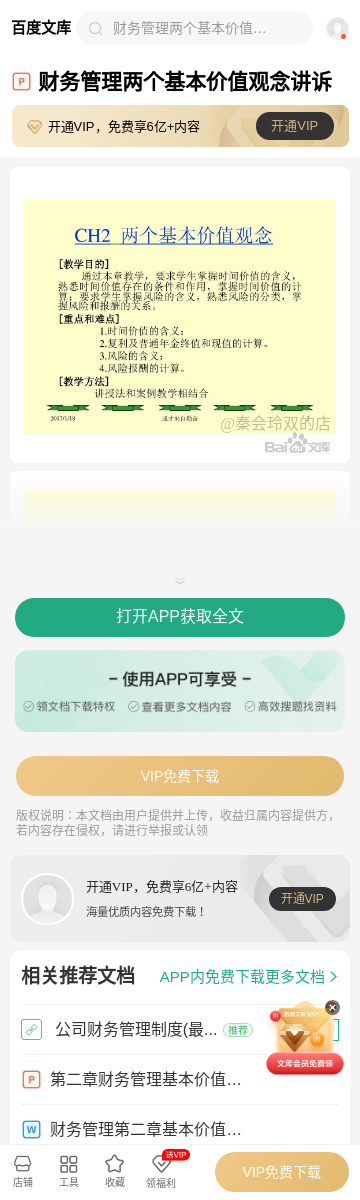 百度文库
财务管理两个基本价值…
财务管理两个基本价值观念讲诉
开通VIP，免费享6亿+内容
开通VIP
CH2 两个基本价值观念
[教学目的]
通过本章教学，要求学生掌握时间价值的含义，
熟悉时间价值存在的条件和作用，掌握时间价值的计
算；要求学生掌握风险的含义，熟悉风险的分类，掌
握风险和报酬的关系。
[重点和难点]
1.时间价值的含义；
2.复利及普通年金终值和现值的计算。
3.风险的含义；
4.风险报酬的计算。
[教学方法]
讲授法和案例教学相结合
2017/1/18
成才来自勤奋
@秦会玲双的店
Bai du 文库
打开APP获取全文
– 使用APP可享受 –
领文档下载特权
查看更多文档内容
高效搜题找资料
VIP免费下载
版权说明：本文档由用户提供并上传，收益归属内容提供方，
若内容存在侵权，请进行举报或认领
开通VIP，免费享6亿+内容
海量优质内容免费下载！
开通VIP
相关推荐文档
APP内免费下载更多文档
公司财务管理制度(最...
推荐
文库会员免费领
第二章财务管理基本价值…
财务管理第二章基本价值…
店铺
工具
收藏
送VIP
领福利
VIP免费下载